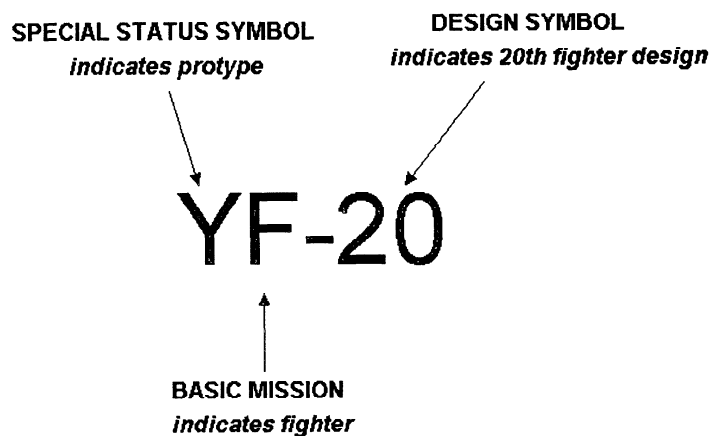 SPECIAL STATUS SYMBOL
indicates protype
DESIGN SYMBOL
indicates 20th fighter design
YF-20
BASIC MISSION
indicates fighter